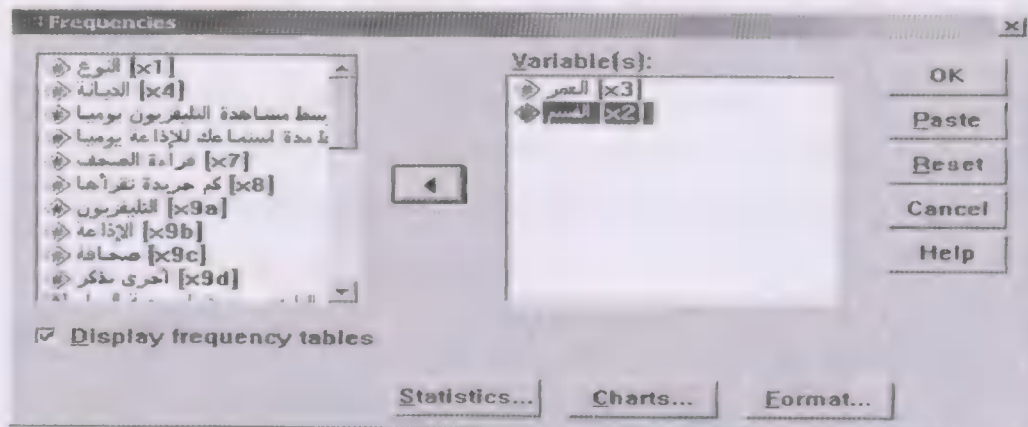 Frequencies
النوع [x1]
الديانة [x4]
بسط مشاهدة التليفزيون يوميا
ط مدة استماعك للإذاعة يوميا
قراءة الصحف [x7]
كم جريدة تقرأها [x8]
التليفزيون [x9a]
الإذاعة [x9b]
صحافة [x9c]
أخرى تذكر [x9d]
Display frequency tables
Variable(s):
العمر [x3]
القسم [x2]
OK
Paste
Reset
Cancel
Help
Statistics...
Charts...
Format...